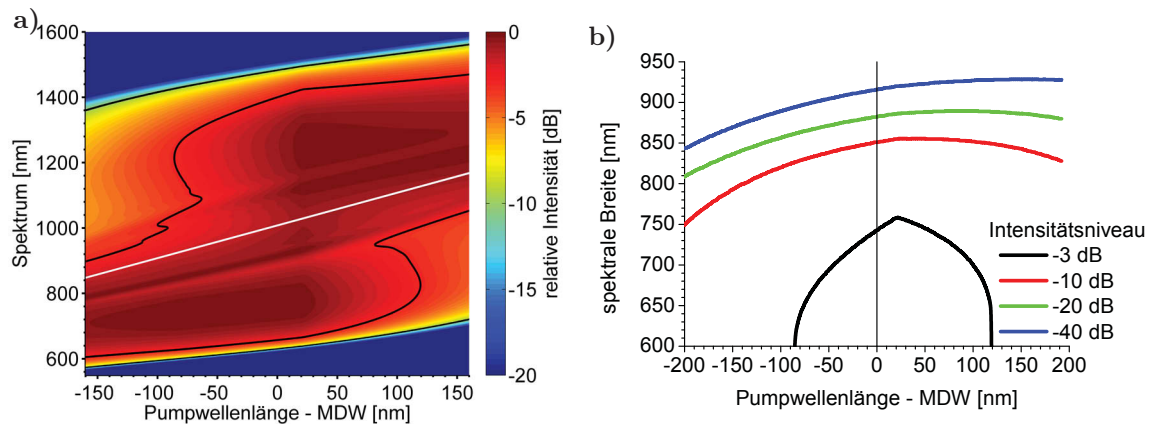 a)
1600
1400
1200
1000
800
600
Spektrum [nm]
-150 -100 -50 0 50 100 150
Pumpwellenlänge - MDW [nm]
0
-5
-10
-15
-20
relative Intensität [dB]
b)
950
900
850
800
750
700
650
600
spektrale Breite [nm]
-200 -150 -100 -50 0 50 100 150 200
Pumpwellenlänge - MDW [nm]
Intensitätsniveau
-3 dB
-10 dB
-20 dB
-40 dB